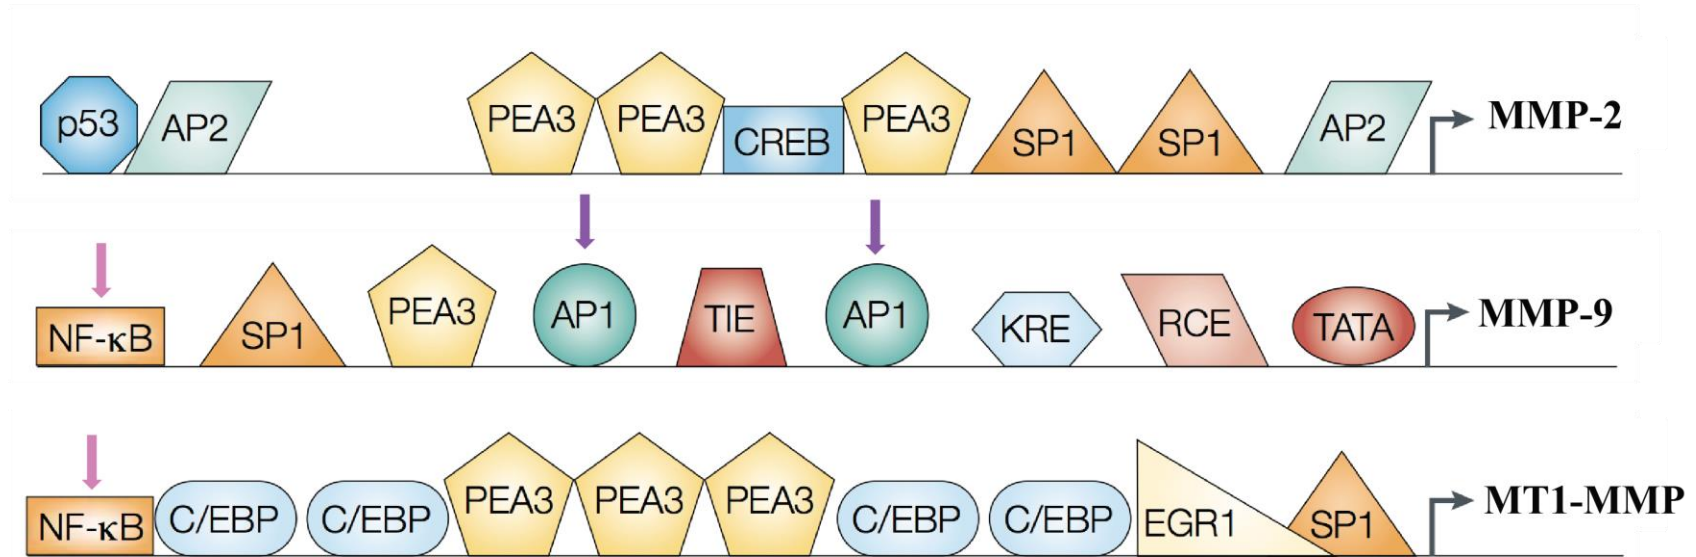 p53 AP2 PEA3 PEA3 CREB PEA3 SP1 SP1 AP2 MMP-2
NF-κB SP1 PEA3 AP1 TIE AP1 KRE RCE TATA MMP-9
NF-κB C/EBP C/EBP PEA3 PEA3 PEA3 C/EBP C/EBP EGR1 SP1 MT1-MMP